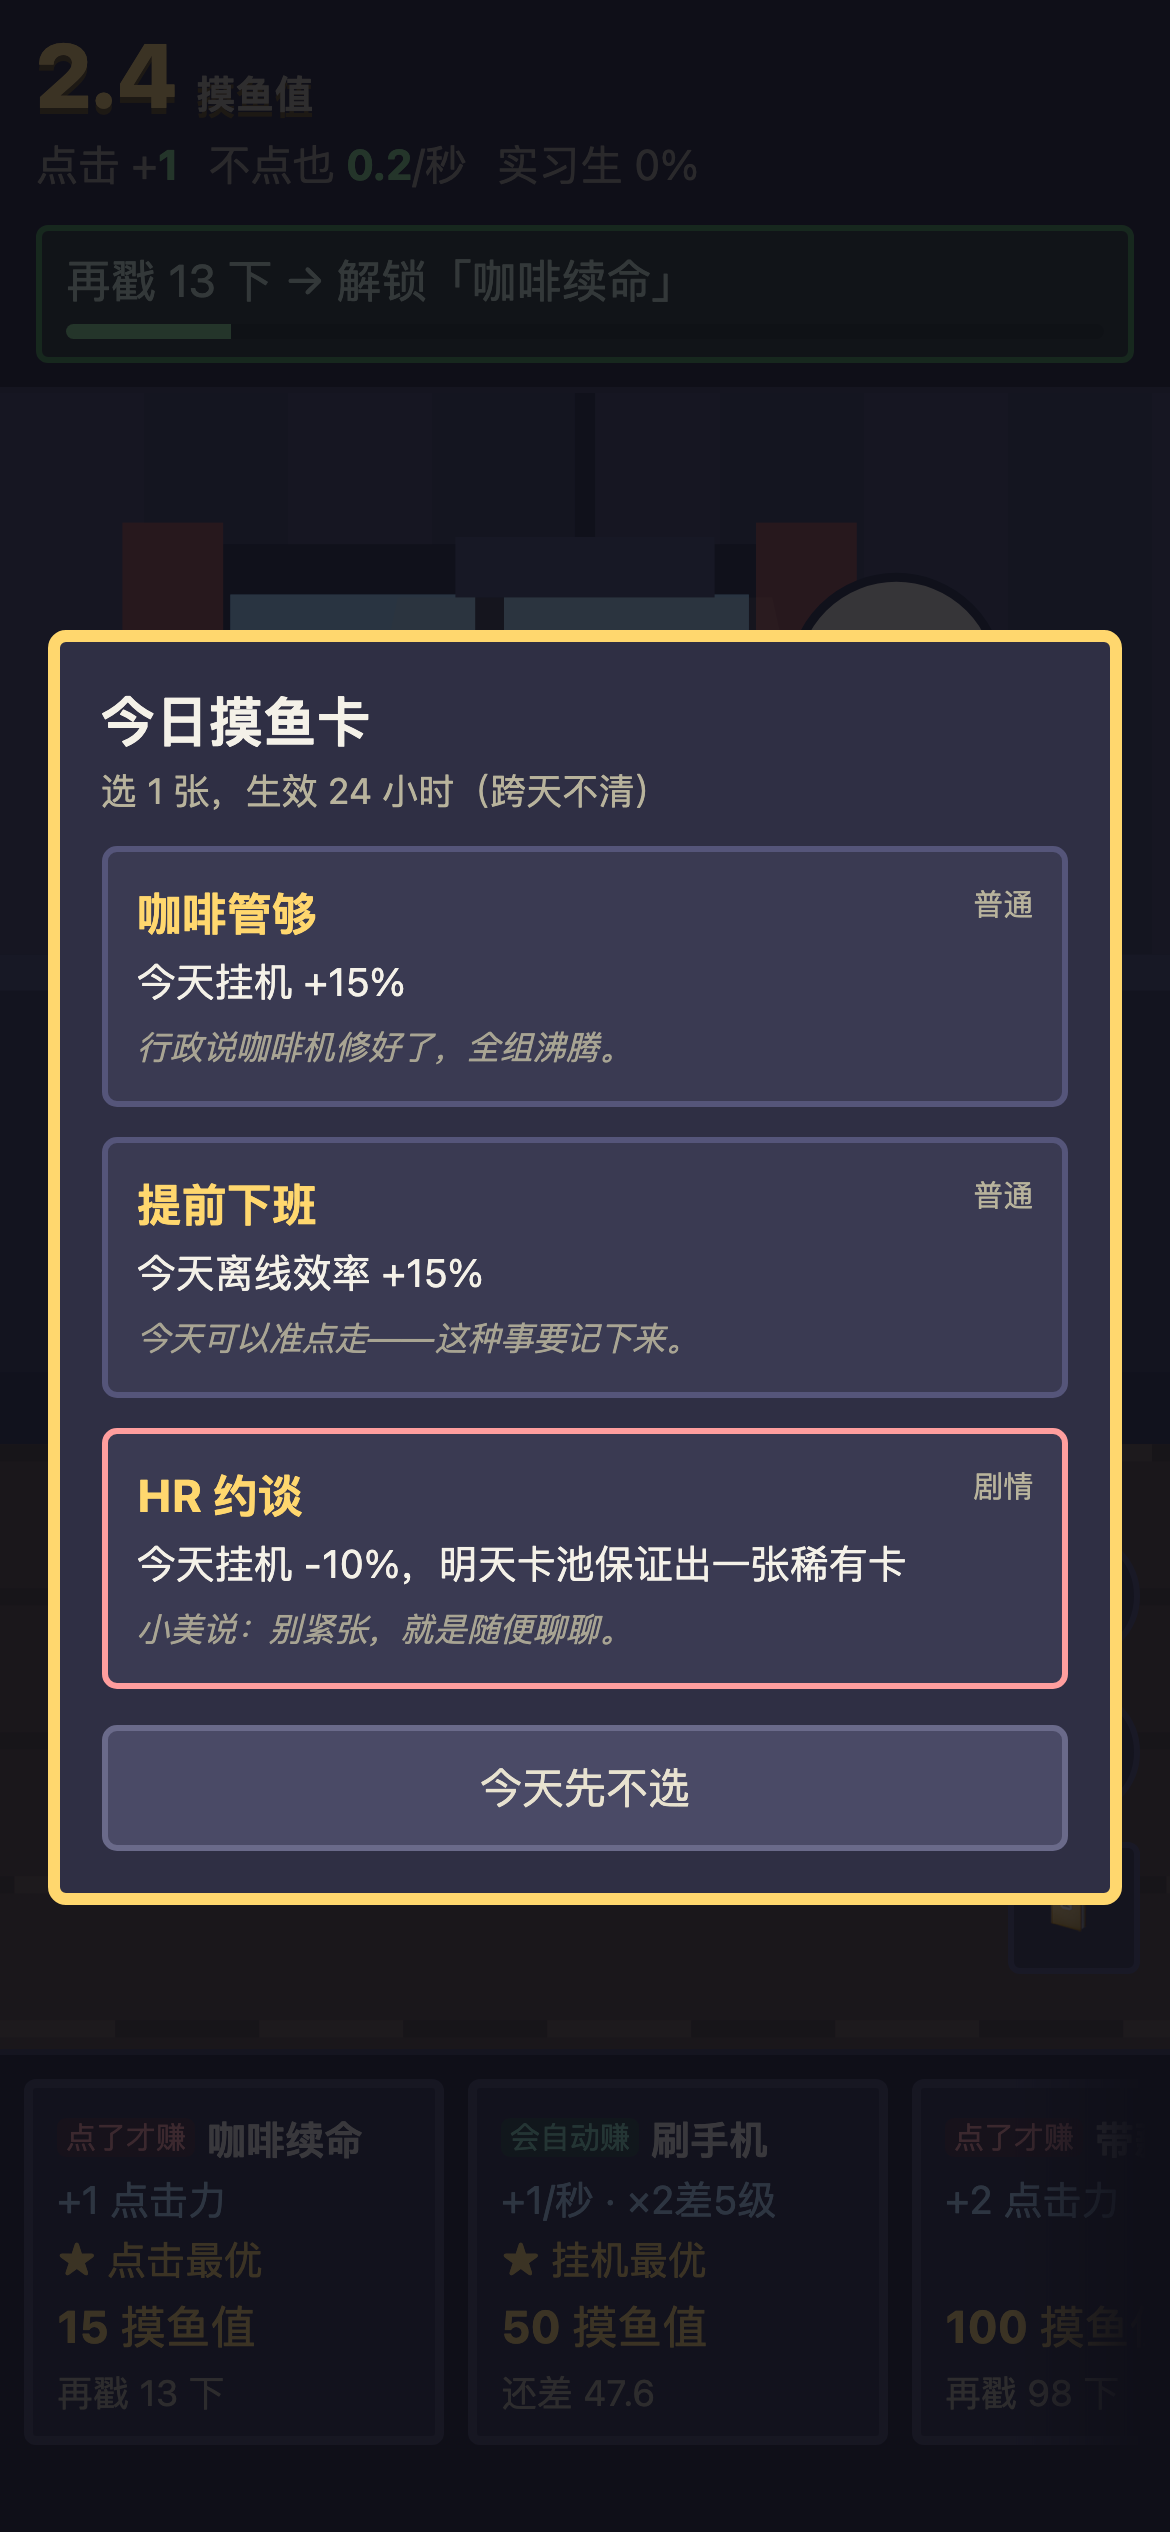 2.4 摸鱼值
点击 +1 不点也 0.2/秒 实习生 0%
再戳 13 下 → 解锁「咖啡续命」
今日摸鱼卡
选 1 张，生效 24 小时（跨天不清）
咖啡管够 普通
今天挂机 +15%
行政说咖啡机修好了，全组沸腾。
提前下班 普通
今天离线效率 +15%
今天可以准点走——这种事要记下来。
HR 约谈 剧情
今天挂机 -10%，明天卡池保证出一张稀有卡
小美说：别紧张，就是随便聊聊。
今天先不选
点了才赚 咖啡续命
+1 点击力
★ 点击最优
15 摸鱼值
再戳 13 下
会自动赚 刷手机
+1/秒 · ×2差5级
★ 挂机最优
50 摸鱼值
还差 47.6
点了才赚 带
+2 点击力
100 摸鱼
再戳 98 下